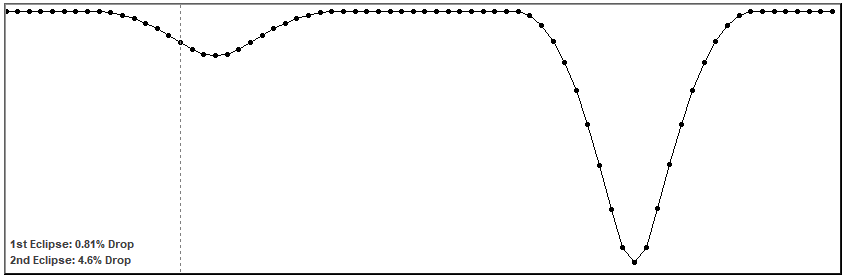 1st Eclipse: 0.81% Drop
2nd Eclipse: 4.6% Drop